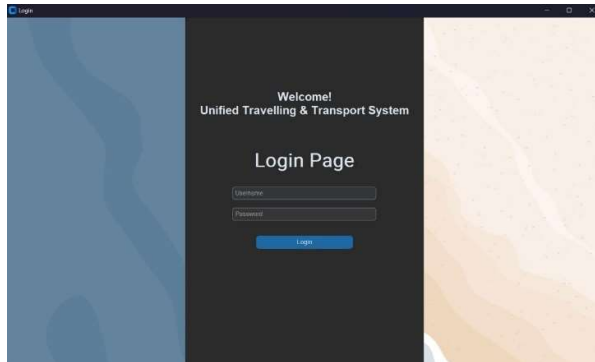 Login
Welcome!
Unified Travelling & Transport System
Login Page
Username
Password
Login